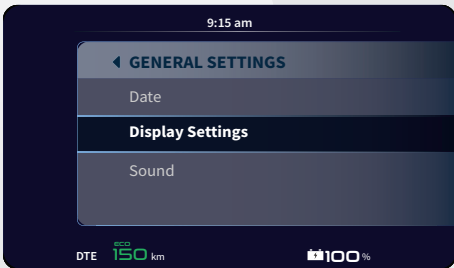 9:15 am
GENERAL SETTINGS
Date
Display Settings
Sound
ECO
DTE 150 km 100 %